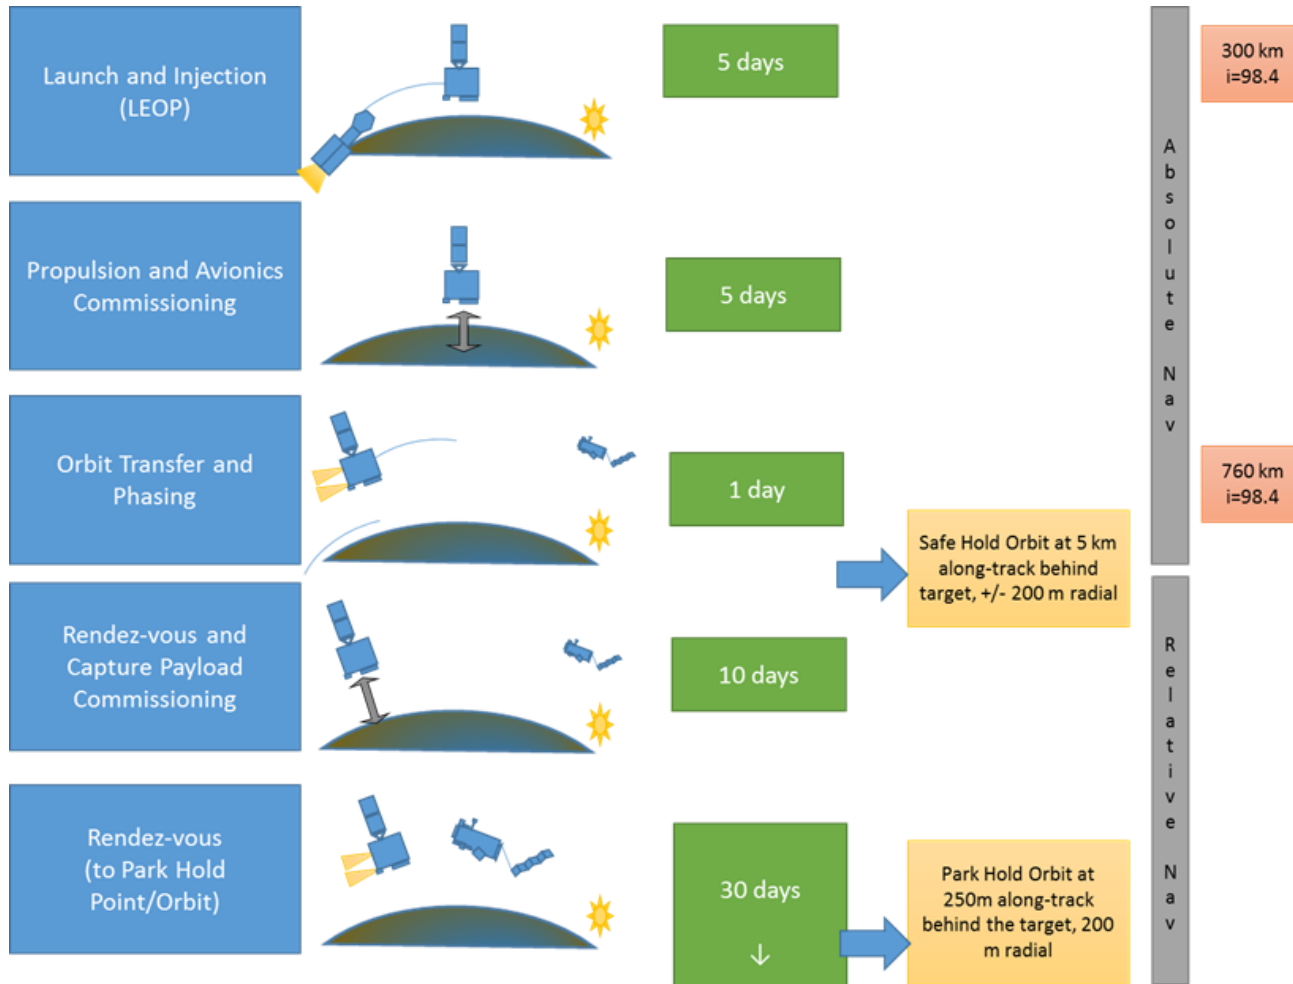 Launch and Injection
(LEOP)
5 days
300 km
i=98.4
Propulsion and Avionics
Commissioning
5 days
Absolute Nav
Orbit Transfer and
Phasing
1 day
760 km
i=98.4
Safe Hold Orbit at 5 km
along-track behind
target, +/- 200 m radial
Rendez-vous and
Capture Payload
Commissioning
10 days
Relative Nav
Rendez-vous
(to Park Hold
Point/Orbit)
30 days
↓
Park Hold Orbit at
250m along-track
behind the target, 200
m radial